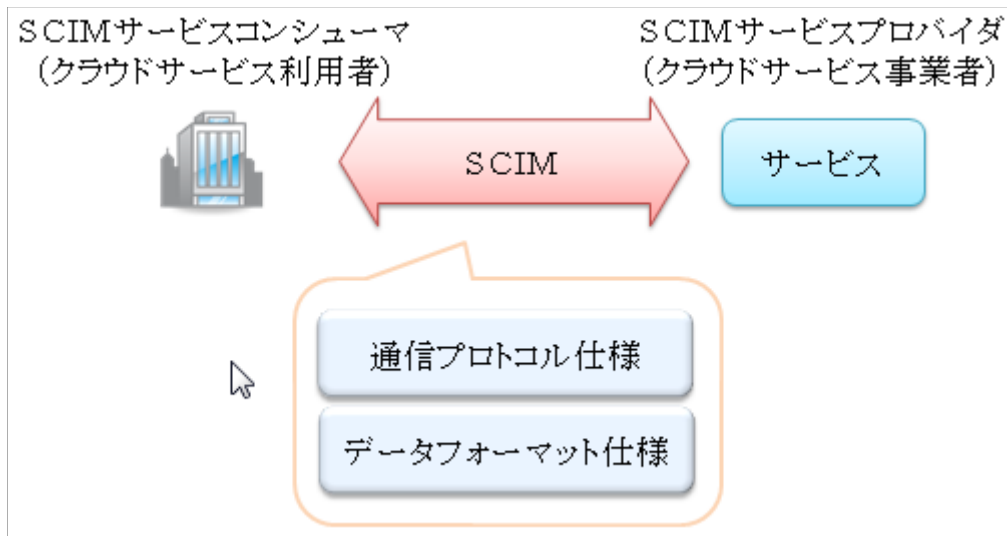 SCIMサービスコンシューマ
(クラウドサービス利用者)
SCIMサービスプロバイダ
(クラウドサービス事業者)
SCIM
サービス
通信プロトコル仕様
データフォーマット仕様